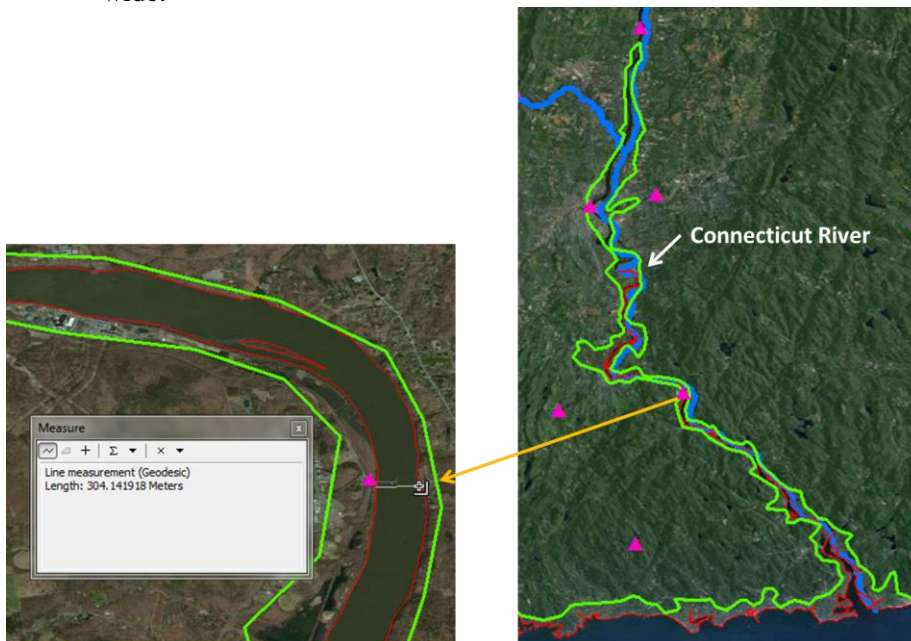 Connecticut River
Measure
Line measurement (Geodesic)
Length: 304.141918 Meters